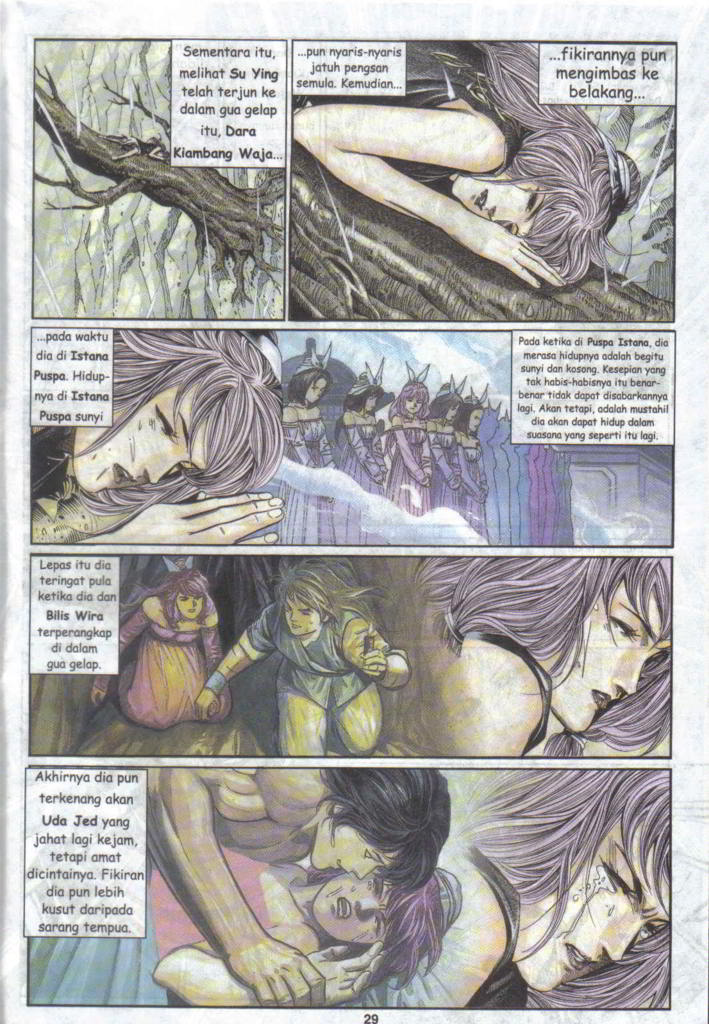 Sementara itu,
melihat Su Ying
telah terjun ke
dalam gua gelap
itu, Dara
Kiambang Waja...
...pun nyaris-nyaris
jatuh pengsan
semula. Kemudian...
...fikirannya pun
mengimbas ke
belakang...
...pada waktu
dia di Istana
Puspa. Hidup-
nya di Istana
Puspa sunyi
Pada ketika di Puspa Istana, dia
merasa hidupnya adalah begitu
sunyi dan kosong. Kesepian yang
tak habis-habisnya itu benar-
benar tidak dapat disabarkannya
lagi. Akan tetapi, adalah mustahil
dia akan dapat hidup dalam
suasana yang seperti itu lagi.
Lepas itu dia
teringat pula
ketika dia dan
Bilis Wira
terperangkap
di dalam
gua gelap.
Akhirnya dia pun
terkenang akan
Uda Jed yang
jahat lagi kejam,
tetapi amat
dicintainya. Fikiran
dia pun lebih
kusut daripada
sarang tempua.
29